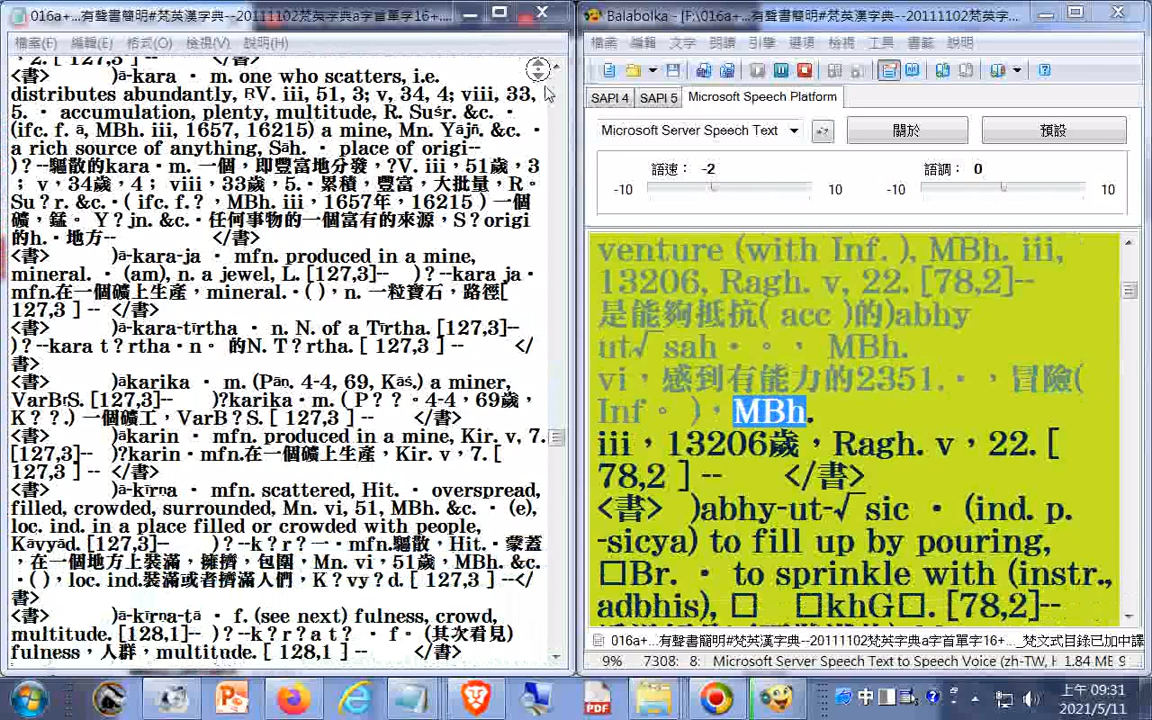 016a+...有聲書簡明#梵英漢字典--20111102梵英字典a字首單字16+...
檔案(F) 編輯(E) 格式(O) 檢視(V) 說明(H)
，2. [ 127,3 ] </書>
<書> )ā-kara · m. one who scatters, i.e.
distributes abundantly, RV. iii, 51, 3; v, 34, 4; viii, 33,
5. · accumulation, plenty, multitude, R. Suśr. &c. ·
(ifc. f. ā, MBh. iii, 1657, 16215) a mine, Mn. Yājñ. &c. ·
a rich source of anything, Sāh. · place of origi--
)?--驅散的kara · m. 一個，即豐富地分發，?V. iii，51歲，3
；v，34歲，4；viii，33歲，5.· 累積，豐富，大批量，R。
Su?r. &c. ·( ifc. f.?，MBh. iii，1657年，16215 ) 一個
礦，錳。 Y?jn. &c. · 任何事物的一個富有的來源，S?origi
的h. · 地方-- </書>
<書> )ā-kara-ja · mfn. produced in a mine,
mineral. · (am), n. a jewel, L. [127,3]-- )?--kara ja ·
mfn.在一個礦上生產，mineral. · ( )，n. 一粒寶石，路徑[
127,3 ] -- </書>
<書> )ā-kara-tīrtha · n. N. of a Tīrtha. [127,3]--
)?--kara t?rtha · n。 的N. T?rtha. [ 127,3 ] -- </
書>
<書> )ākarika · m. (Pāṇ. 4-4, 69, Kāś.) a miner,
VarBṛS. [127,3]-- )?karika · m. ( P??。4-4，69歲，
K??.) 一個礦工，VarB?S. [ 127,3 ] -- </書>
<書> )ākarin · mfn. produced in a mine, Kir. v, 7.
[127,3]-- )?karin · mfn.在一個礦上生產，Kir. v，7. [
127,3 ] -- </書>
<書> )ā-kīrṇa · mfn. scattered, Hit. · overspread,
filled, crowded, surrounded, Mn. vi, 51, MBh. &c. · (e),
loc. ind. in a place filled or crowded with people,
Kāvyād. [127,3]-- )?--k?r?一 · mfn.驅散，Hit. · 蒙蓋
，在一個地方上裝滿，擁擠，包圍，Mn. vi，51歲，MBh. &c.
· ( )，loc. ind.裝滿或者擠滿人們，K?vy?d. [ 127,3 ] --</
書>
<書> )ā-kīrṇa-tā · f. (see next) fulness, crowd,
multitude. [128,1]-- )?--k?r?a t? · f。(其次看見)
fulness，人群，multitude. [ 128,1 ] -- </書>
Balabolka - [F:\016a+...有聲書簡明#梵英漢字典--20111102梵英字...
檔案 編輯 文字 朗讀 引擎 選項 檢視 工具 書籤 說明
SAPI 4 SAPI 5 Microsoft Speech Platform
Microsoft Server Speech Text 關於 預設
語速： -2 語調： 0
-10 10 -10 10
venture (with Inf. ), MBh. iii,
13206, Ragh. v, 22. [78,2]--
是能夠抵抗( acc )的)abhy
ut√ sah · 。， MBh.
vi，感到有能力的2351. · ，冒險(
Inf。 )，MBh.
iii，13206歲，Ragh. v，22. [
78,2 ] -- </書>
<書> )abhy-ut-√ sic · (ind. p.
-sicya) to fill up by pouring,
□Br. · to sprinkle with (instr.,
adbhis), □ □khG□. [78,2]--
016a+...有聲書簡明#梵英漢字典--20111102梵英字典a字首單字16+..._梵文式目錄已加中譯
9% 7308: 8: Microsoft Server Speech Text to Speech Voice (zh-TW, H 1.84 MB
中
上午 09:31
2021/5/11